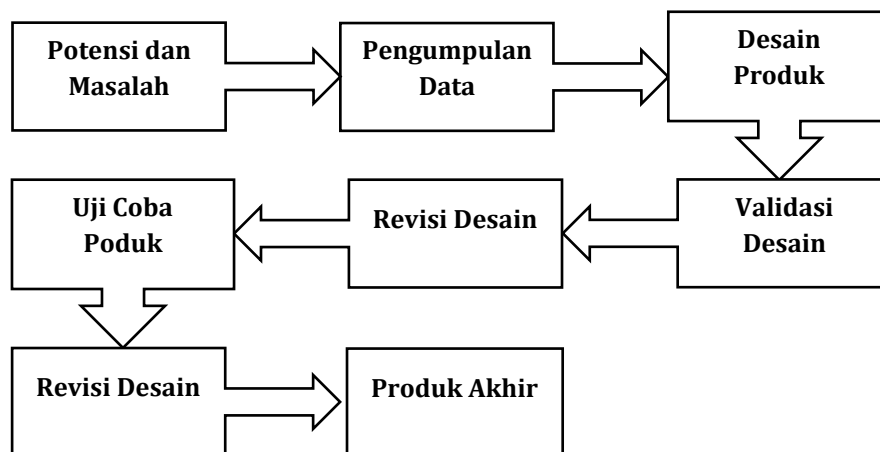 Potensi dan
Masalah
Pengumpulan
Data
Desain
Produk
Validasi
Desain
Revisi Desain
Uji Coba
Poduk
Revisi Desain
Produk Akhir